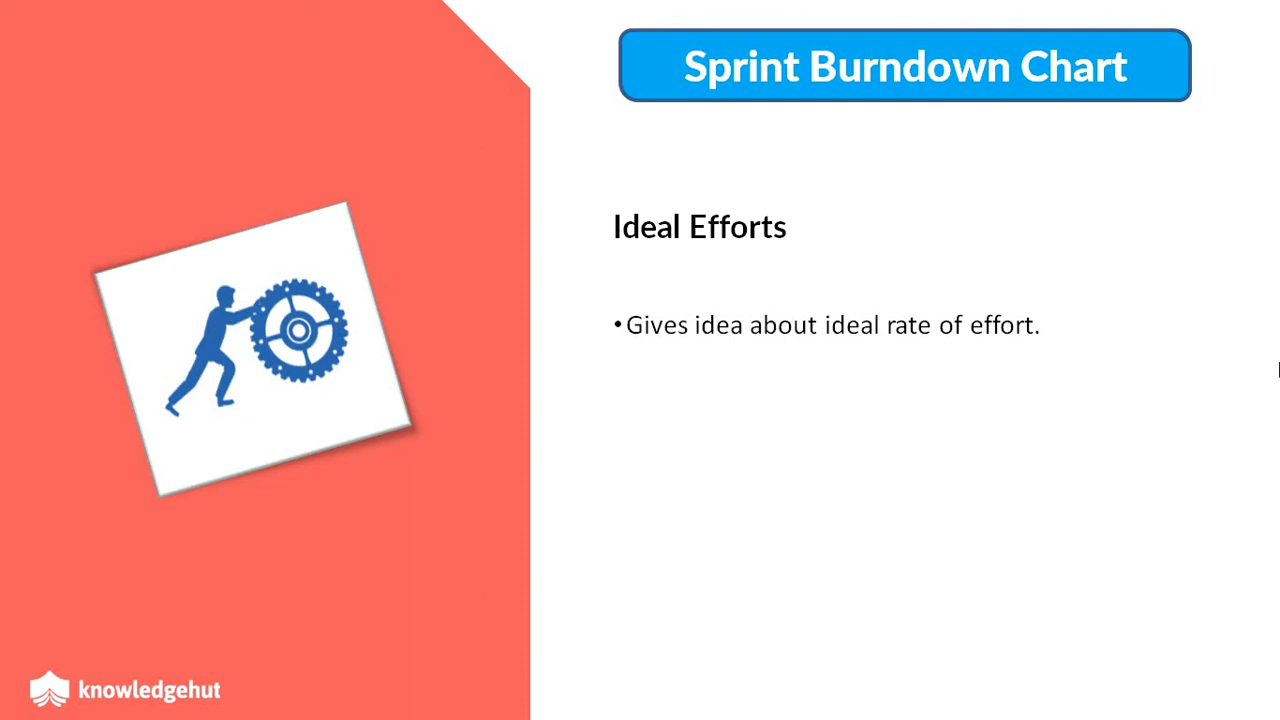 Sprint Burndown Chart
Ideal Efforts
•Gives idea about ideal rate of effort.
knowledgehut